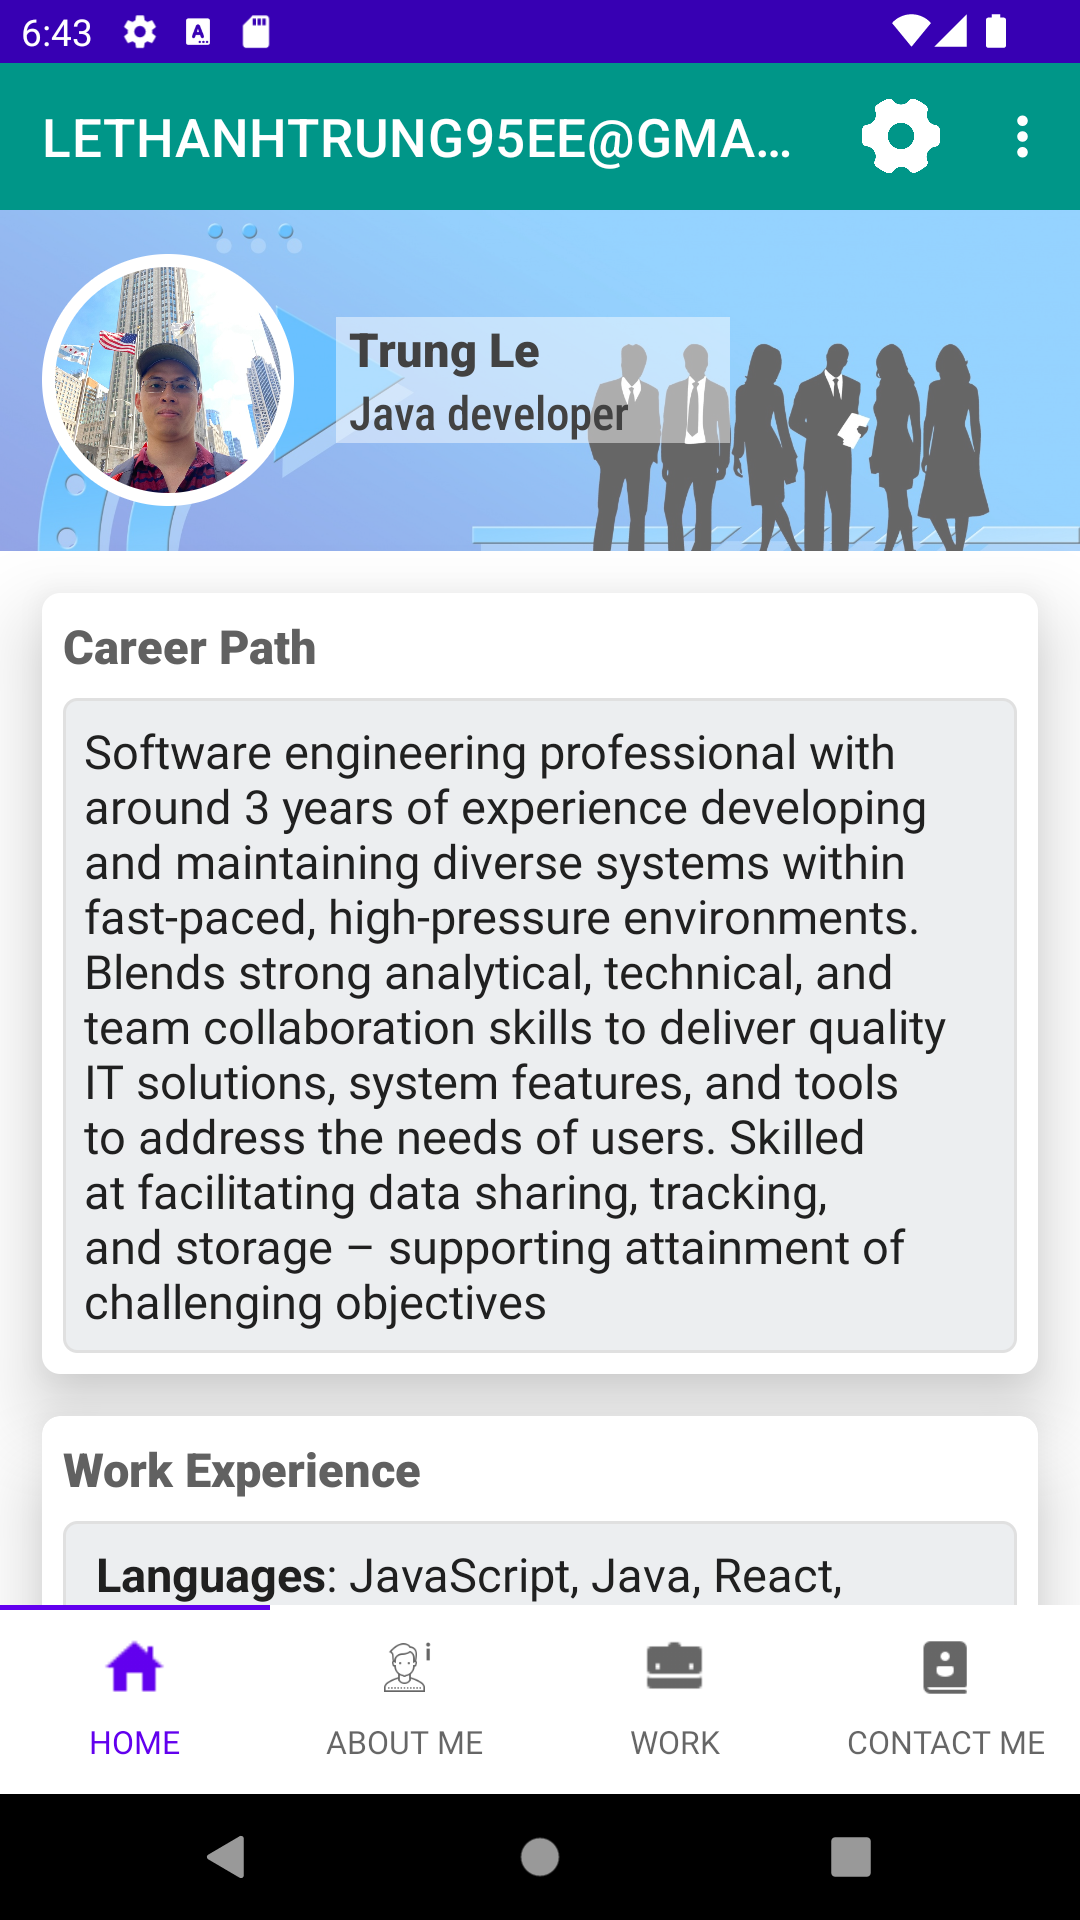 6:43
LETHANHTRUNG95EE@GMA...
Trung Le
Java developer
Career Path
Software engineering professional with
around 3 years of experience developing
and maintaining diverse systems within
fast-paced, high-pressure environments.
Blends strong analytical, technical, and
team collaboration skills to deliver quality
IT solutions, system features, and tools
to address the needs of users. Skilled
at facilitating data sharing, tracking,
and storage – supporting attainment of
challenging objectives
Work Experience
Languages: JavaScript, Java, React,
HOME
ABOUT ME
WORK
CONTACT ME